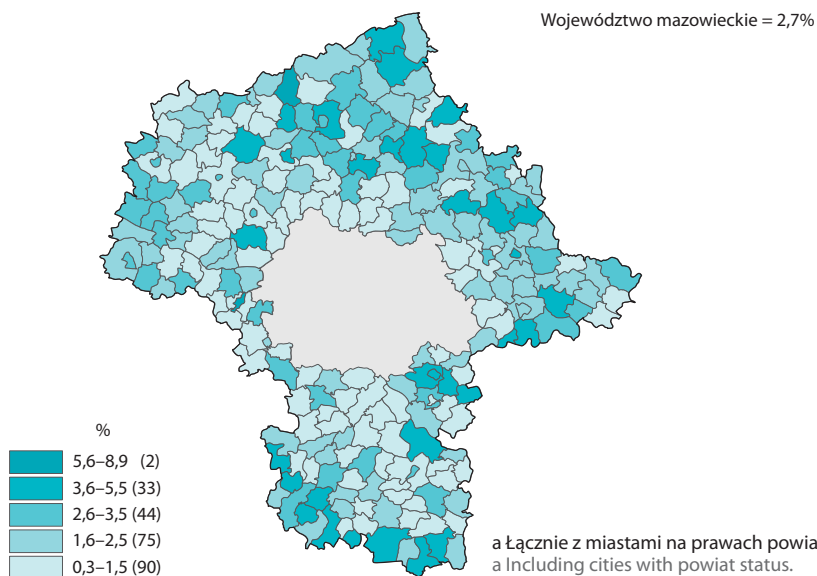 Województwo mazowieckie = 2,7%
%
5,6–8,9 (2)
3,6–5,5 (33)
2,6–3,5 (44)
1,6–2,5 (75)
0,3–1,5 (90)
a Łącznie z miastami na prawach powia
a Including cities with powiat status.